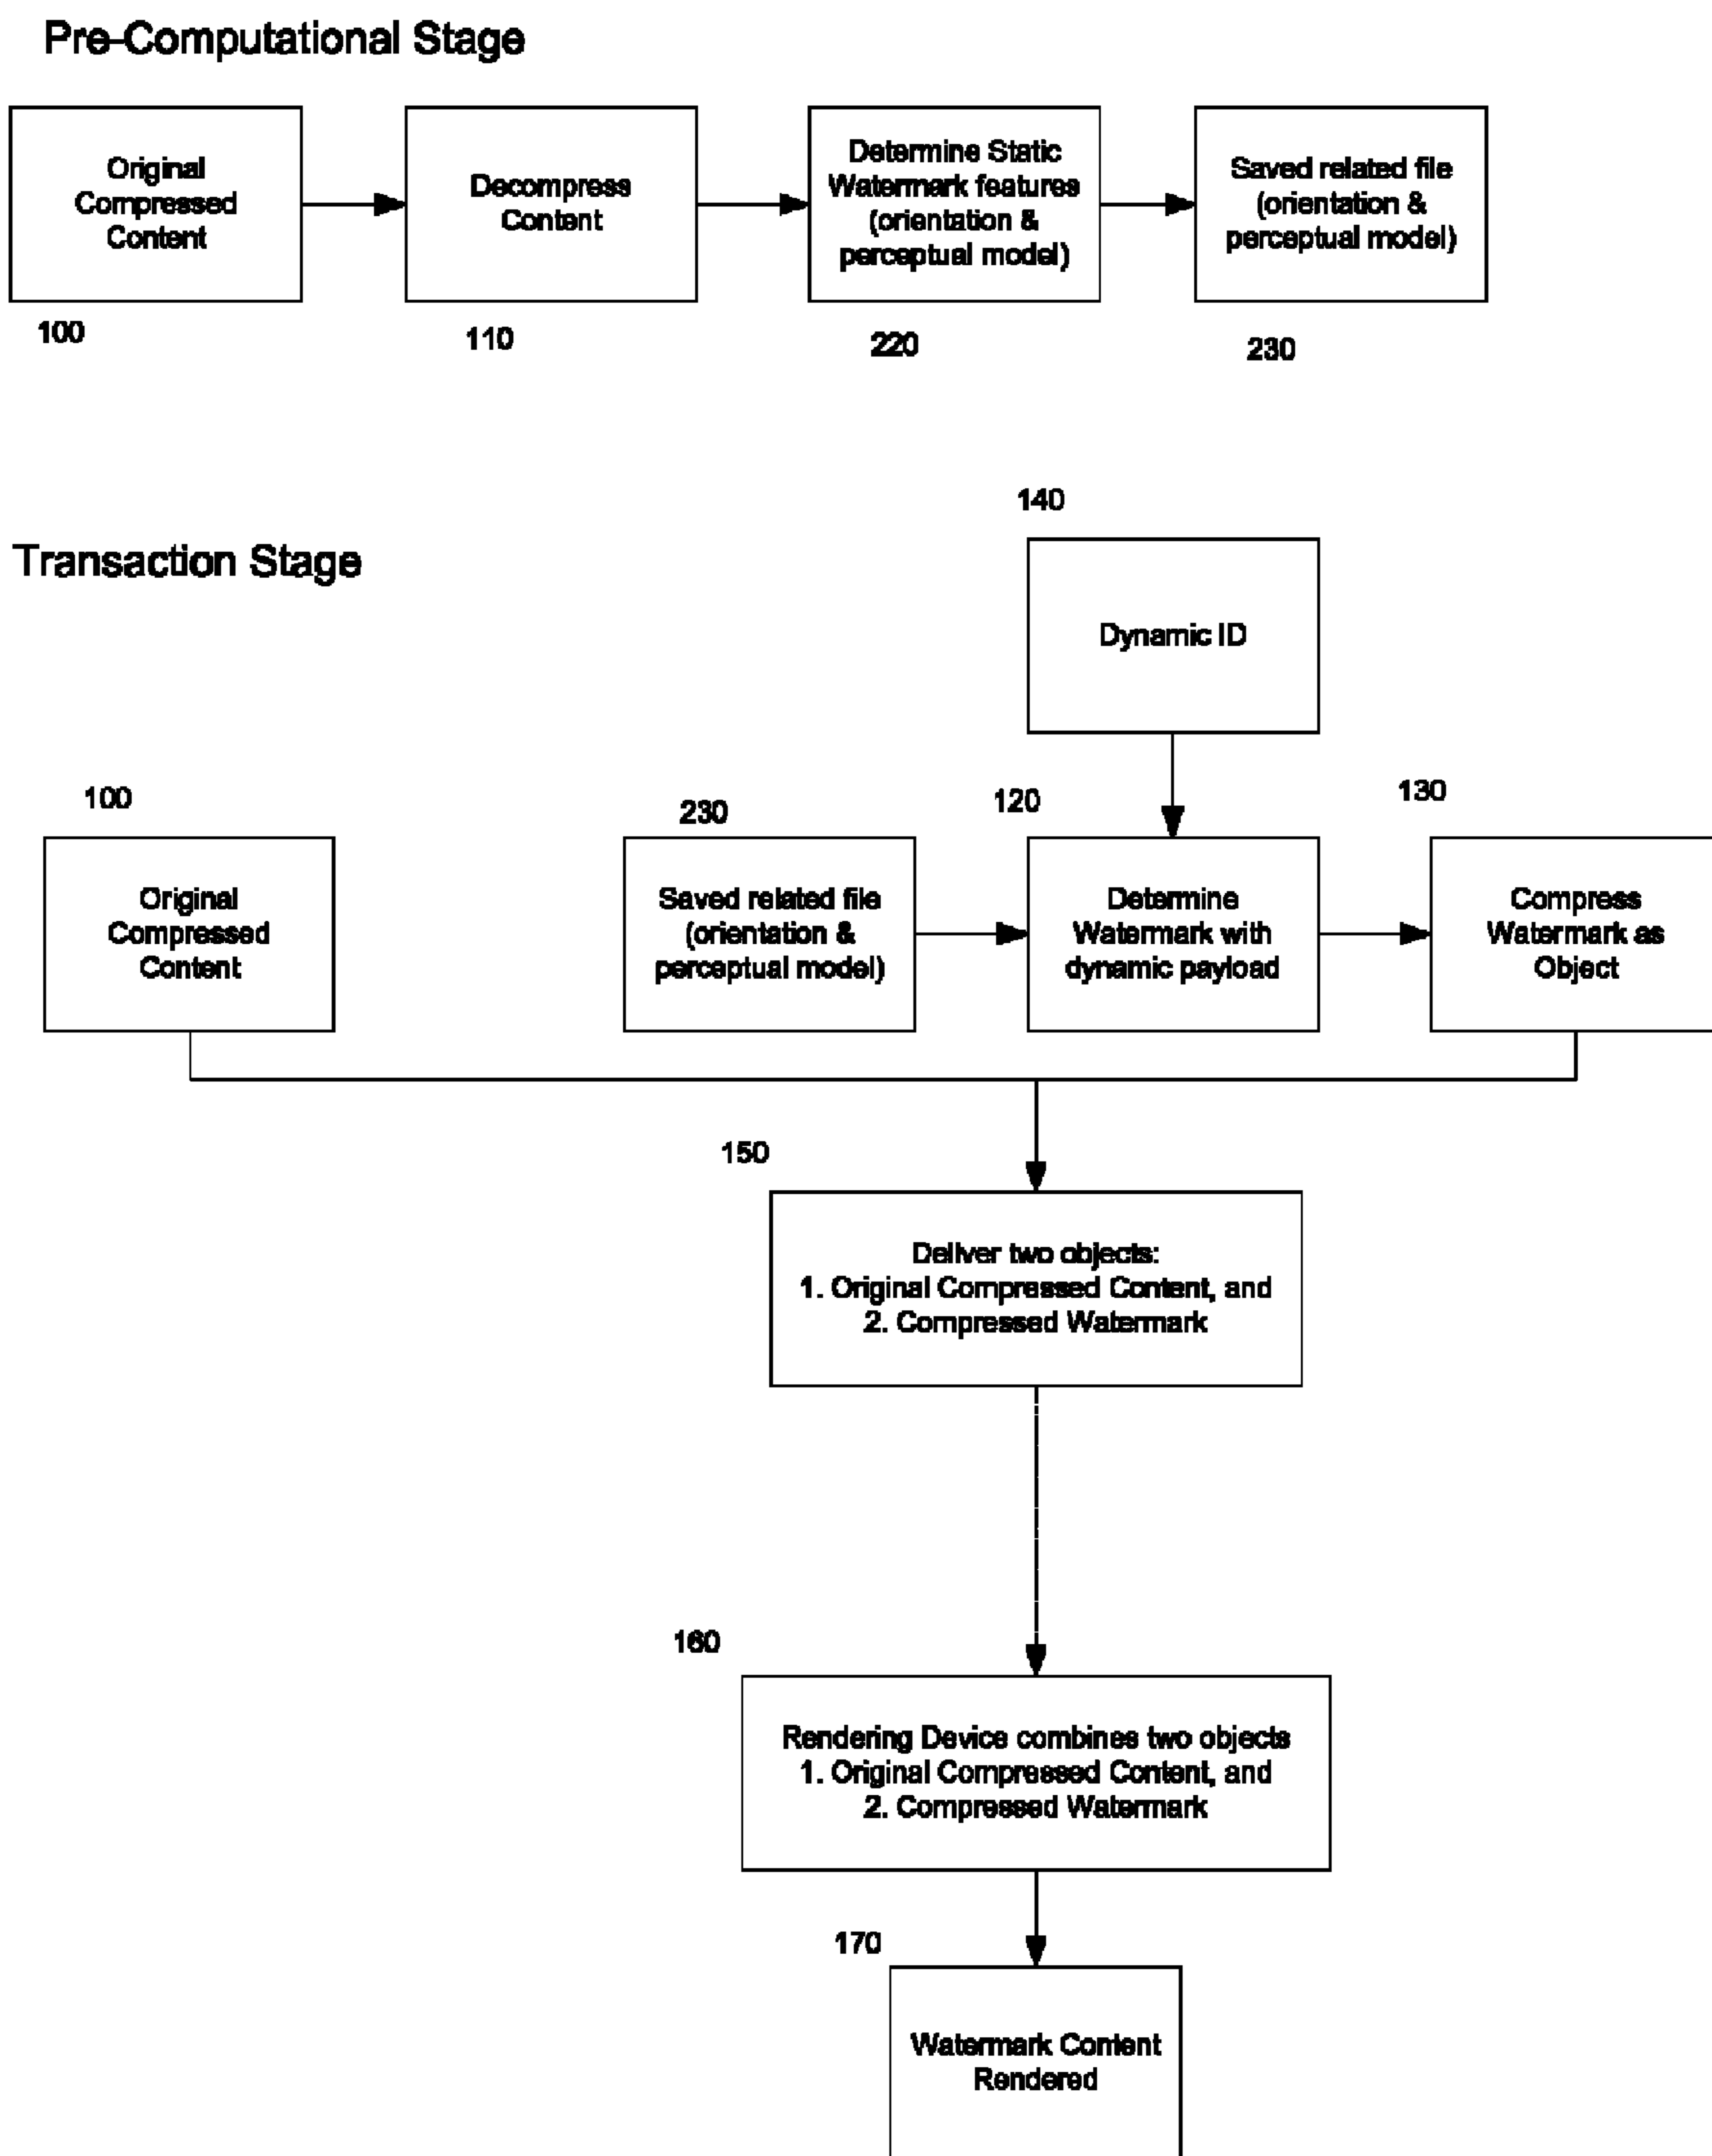 Pre-Computational Stage
Original
Compressed
Content
Decompress
Content
Determine Static
Watermark features
(orientation &
perceptual model)
Saved related file
(orientation &
perceptual model)
100
110
220
230
140
Transaction Stage
Dynamic ID
100
230
120
130
Original
Compressed
Content
Saved related file
(orientation &
perceptual model)
Determine
Watermark with
dynamic payload
Compress
Watermark as
Object
150
Deliver two objects:
1. Original Compressed Content, and
2. Compressed Watermark
160
Rendering Device combines two objects
1. Original Compressed Content, and
2. Compressed Watermark
170
Watermark Content
Rendered